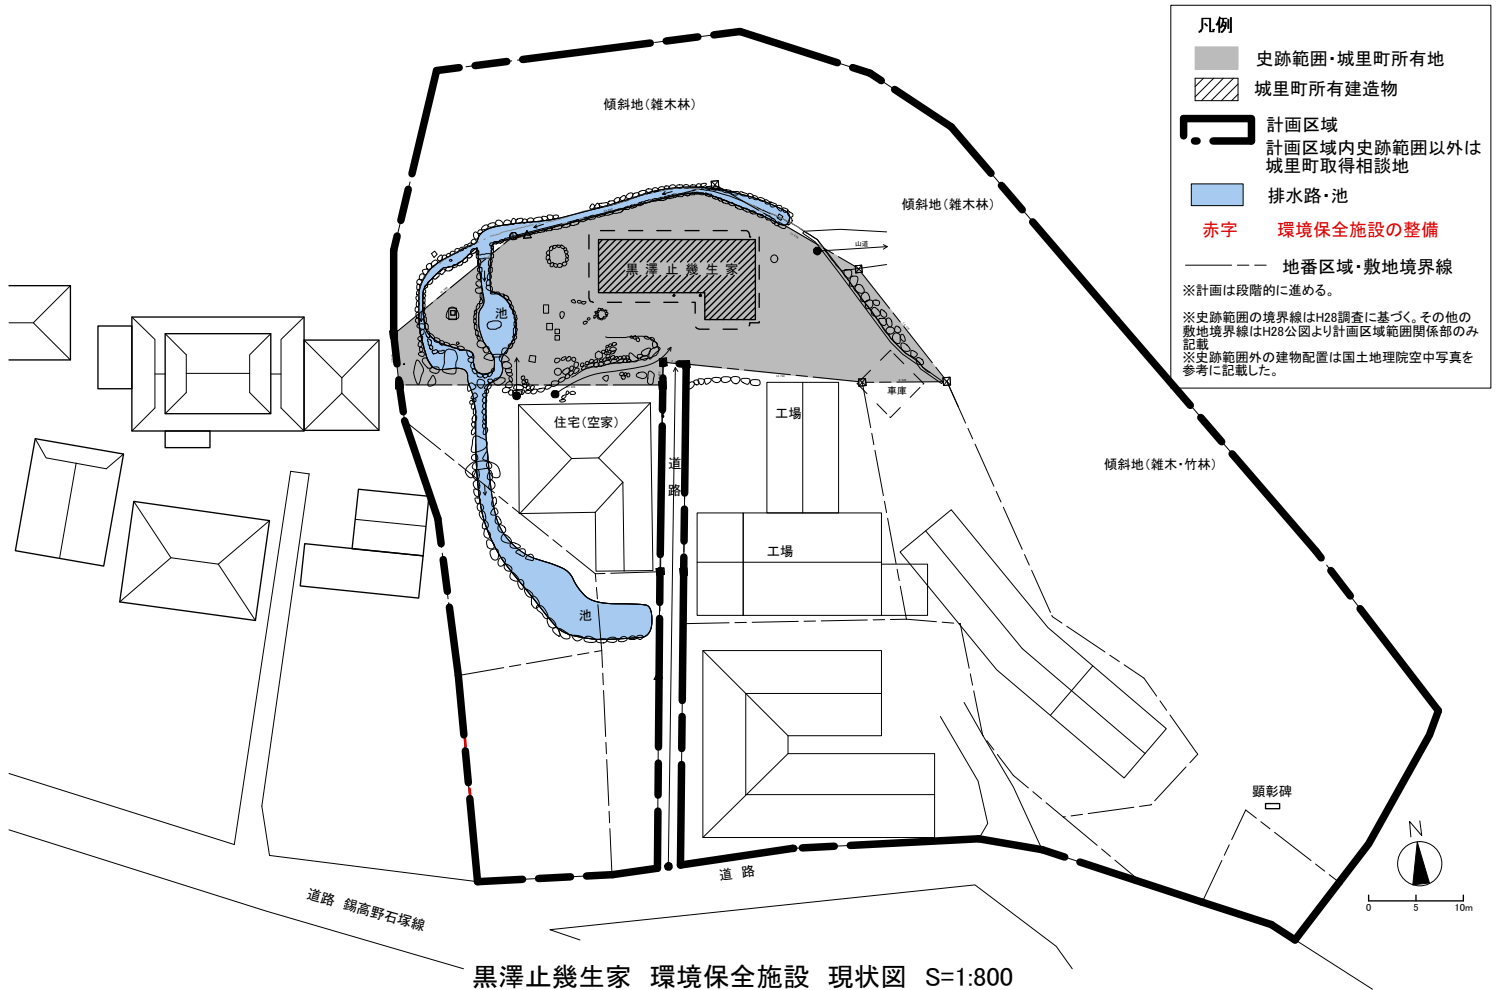 凡例
史跡範囲・城里町所有地
城里町所有建造物
計画区域
計画区域内史跡範囲以外は
城里町取得相談地
排水路・池
赤字 環境保全施設の整備
地番区域・敷地境界線
※計画は段階的に進める。
※史跡範囲の境界線はH28調査に基づく。その他の
敷地境界線はH28公図より計画区域範囲関係部のみ
記載
※史跡範囲外の建物配置は国土地理院空中写真を
参考に記載した。
傾斜地(雑木林)
傾斜地(雑木林)
山道
黒澤止幾生家
池
車庫
住宅(空家)
工場
道路
傾斜地(雑木・竹林)
工場
池
顕彰碑
N
0 5 10m
道路
道路 錫高野石塚線
黒澤止幾生家 環境保全施設 現状図 S=1:800